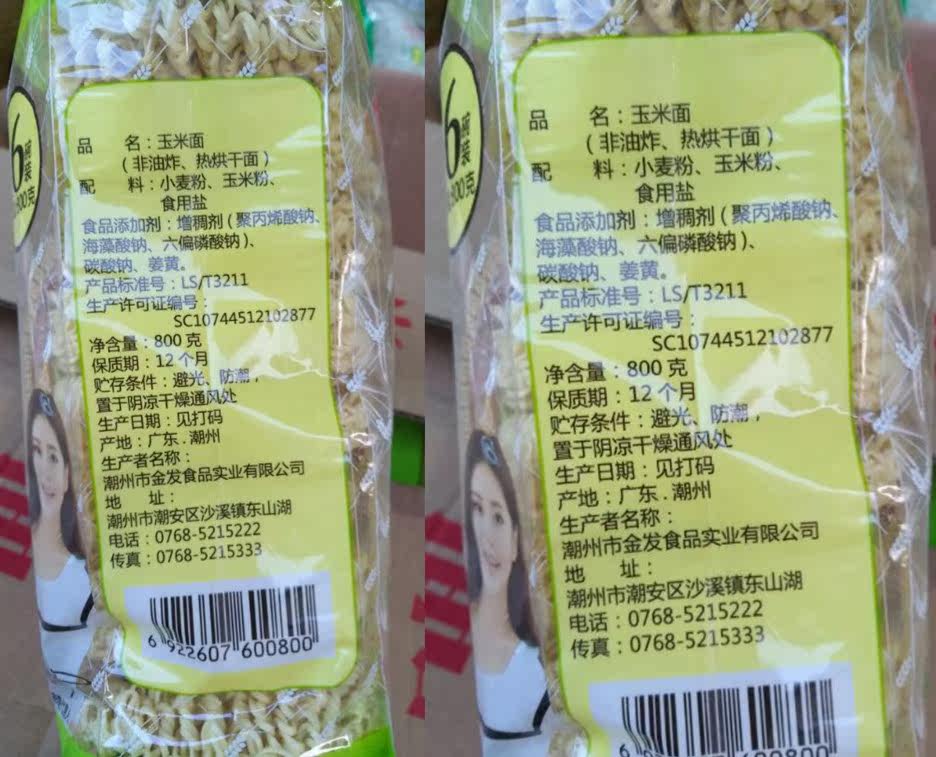 6碗装
800克
品 名：玉米面
（非油炸、热烘干面）
配 料：小麦粉、玉米粉、
食用盐
食品添加剂：增稠剂（聚丙烯酸钠、
海藻酸钠、六偏磷酸钠）、
碳酸钠、姜黄。
产品标准号：LS/T3211
生产许可证编号：
SC10744512102877
净含量：800克
保质期：12个月
贮存条件：避光、防潮，
置于阴凉干燥通风处
生产日期：见打码
产地：广东.潮州
生产者名称：
潮州市金发食品实业有限公司
地 址：
潮州市潮安区沙溪镇东山湖
电话：0768-5215222
传真：0768-5215333
6 922607 600800
6碗装
800克
品 名：玉米面
（非油炸、热烘干面）
配 料：小麦粉、玉米粉、
食用盐
食品添加剂：增稠剂（聚丙烯酸钠、
海藻酸钠、六偏磷酸钠）、
碳酸钠、姜黄。
产品标准号：LS/T3211
生产许可证编号：
SC10744512102877
净含量：800克
保质期：12个月
贮存条件：避光、防潮，
置于阴凉干燥通风处
生产日期：见打码
产地：广东.潮州
生产者名称：
潮州市金发食品实业有限公司
地 址：
潮州市潮安区沙溪镇东山湖
电话：0768-5215222
传真：0768-5215333